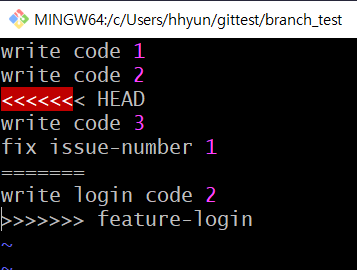 MINGW64:/c/Users/hhyun/gittest/branch_test
write code 1
write code 2
<<<<<<< HEAD
write code 3
fix issue-number 1
=======
write login code 2
>>>>>>> feature-login
~
~